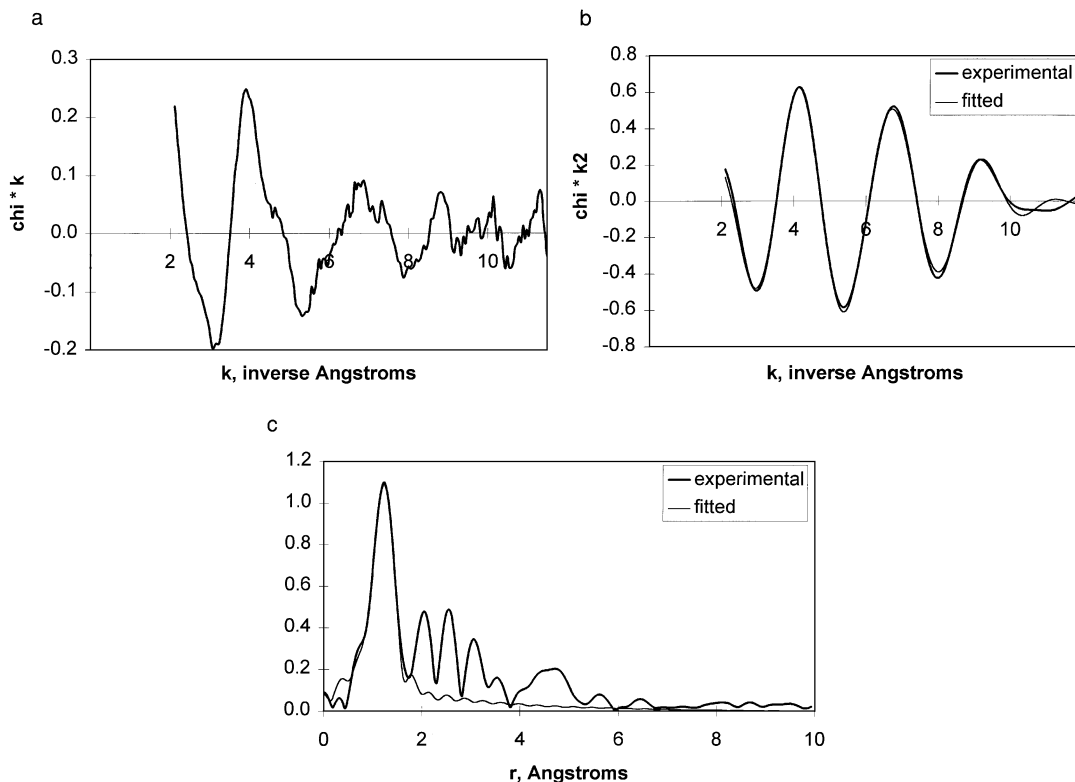 a
0.3
0.2
0.1
0.0
-0.1
-0.2
2 4 6 8 10
chi * k
k, inverse Angstroms
b
0.8
0.6
0.4
0.2
0.0
-0.2
-0.4
-0.6
-0.8
2 4 6 8 10
chi * k2
experimental
fitted
k, inverse Angstroms
c
1.2
1.0
0.8
0.6
0.4
0.2
0.0
0 2 4 6 8 10
experimental
fitted
r, Angstroms